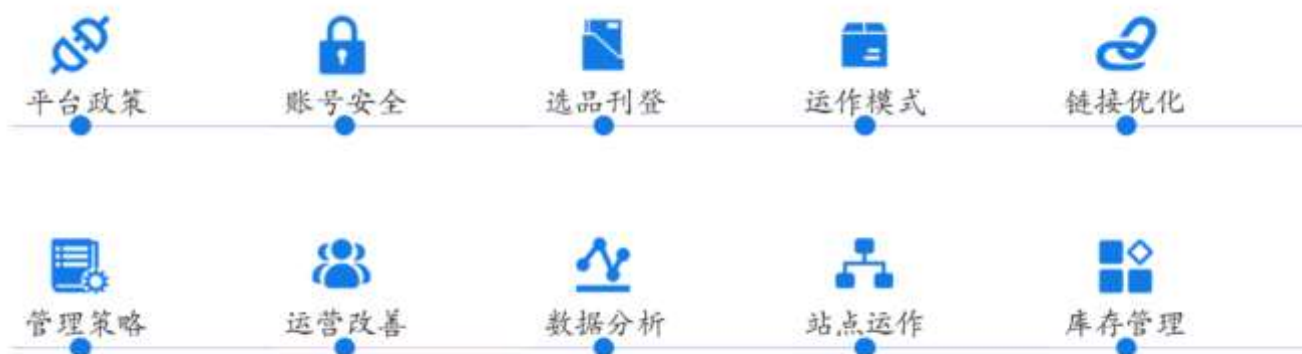 平台政策 账号安全 选品刊登 运作模式 链接优化
管理策略 运营改善 数据分析 站点运作 库存管理